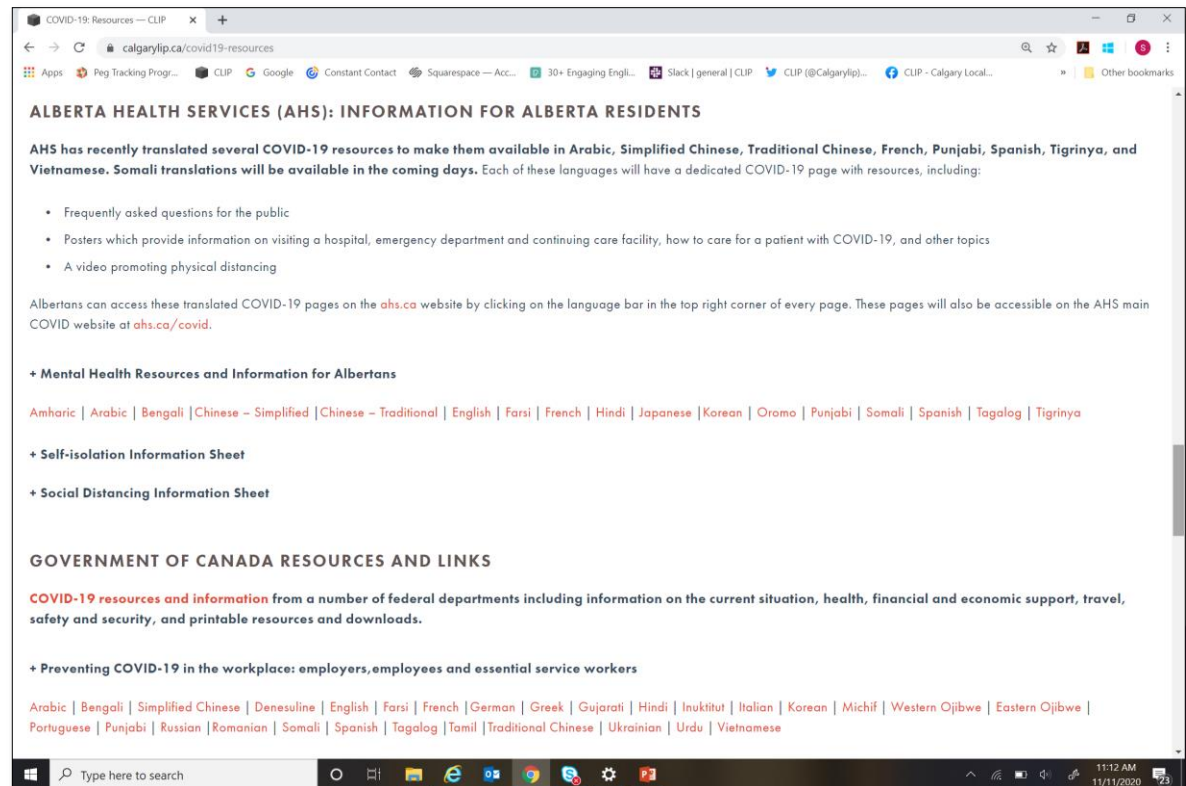 COVID-19: Resources — CLIP
calgarylip.ca/covid19-resources
Apps Peg Tracking Progr... CLIP Google Constant Contact Squarespace — Acc... 30+ Engaging Engli... Slack | general | CLIP CLIP (@Calgarylip)... CLIP - Calgary Local... » Other bookmarks
ALBERTA HEALTH SERVICES (AHS): INFORMATION FOR ALBERTA RESIDENTS
AHS has recently translated several COVID-19 resources to make them available in Arabic, Simplified Chinese, Traditional Chinese, French, Punjabi, Spanish, Tigrinya, and
Vietnamese. Somali translations will be available in the coming days. Each of these languages will have a dedicated COVID-19 page with resources, including:
• Frequently asked questions for the public
• Posters which provide information on visiting a hospital, emergency department and continuing care facility, how to care for a patient with COVID-19, and other topics
• A video promoting physical distancing
Albertans can access these translated COVID-19 pages on the ahs.ca website by clicking on the language bar in the top right corner of every page. These pages will also be accessible on the AHS main
COVID website at ahs.ca/covid.
+ Mental Health Resources and Information for Albertans
Amharic | Arabic | Bengali |Chinese – Simplified |Chinese – Traditional | English | Farsi | French | Hindi | Japanese |Korean | Oromo | Punjabi | Somali | Spanish | Tagalog | Tigrinya
+ Self-isolation Information Sheet
+ Social Distancing Information Sheet
GOVERNMENT OF CANADA RESOURCES AND LINKS
COVID-19 resources and information from a number of federal departments including information on the current situation, health, financial and economic support, travel,
safety and security, and printable resources and downloads.
+ Preventing COVID-19 in the workplace: employers,employees and essential service workers
Arabic | Bengali | Simplified Chinese | Denesuline | English | Farsi | French |German | Greek | Gujarati | Hindi | Inuktitut | Italian | Korean | Michif | Western Ojibwe | Eastern Ojibwe |
Portuguese | Punjabi | Russian |Romanian | Somali | Spanish | Tagalog |Tamil |Traditional Chinese | Ukrainian | Urdu | Vietnamese
Type here to search
11:12 AM
11/11/2020
23